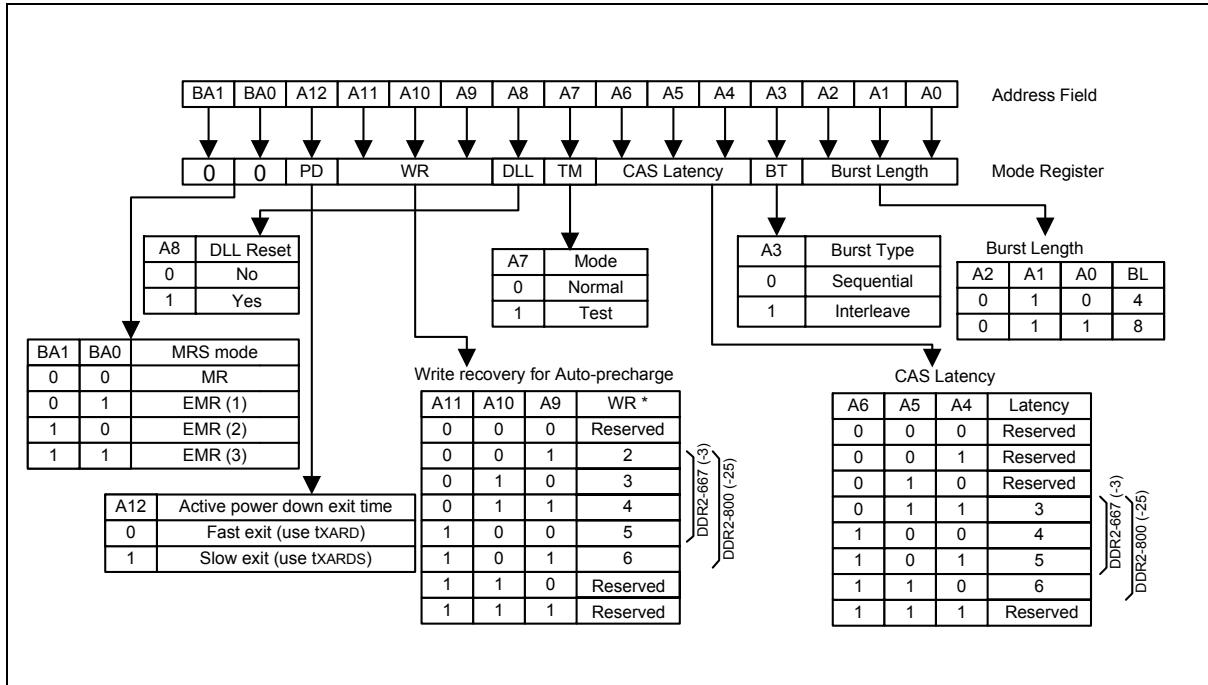 BA1 BA0 A12 A11 A10 A9 A8 A7 A6 A5 A4 A3 A2 A1 A0 Address Field
0 0 PD WR DLL TM CAS Latency BT Burst Length Mode Register
A8 DLL Reset
0 No
1 Yes
A7 Mode
0 Normal
1 Test
A3 Burst Type
0 Sequential
1 Interleave
Burst Length
A2 A1 A0 BL
0 1 0 4
0 1 1 8
BA1 BA0 MRS mode
0 0 MR
0 1 EMR (1)
1 0 EMR (2)
1 1 EMR (3)
A12 Active power down exit time
0 Fast exit (use tXARD)
1 Slow exit (use tXARDS)
Write recovery for Auto-precharge
A11 A10 A9 WR *
0 0 0 Reserved
0 0 1 2
0 1 0 3
0 1 1 4
1 0 0 5
1 0 1 6
1 1 0 Reserved
1 1 1 Reserved
DDR2-667 (-3)
DDR2-800 (-25)
CAS Latency
A6 A5 A4 Latency
0 0 0 Reserved
0 0 1 Reserved
0 1 0 Reserved
0 1 1 3
1 0 0 4
1 0 1 5
1 1 0 6
1 1 1 Reserved
DDR2-667 (-3)
DDR2-800 (-25)